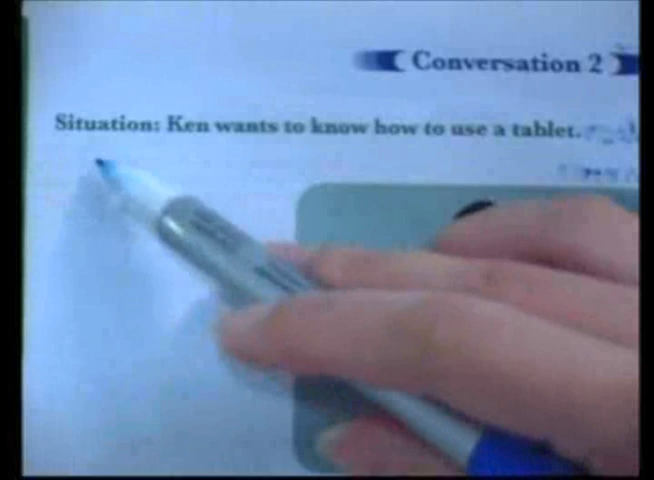 Conversation 2
Situation: Ken wants to know how to use a tablet.